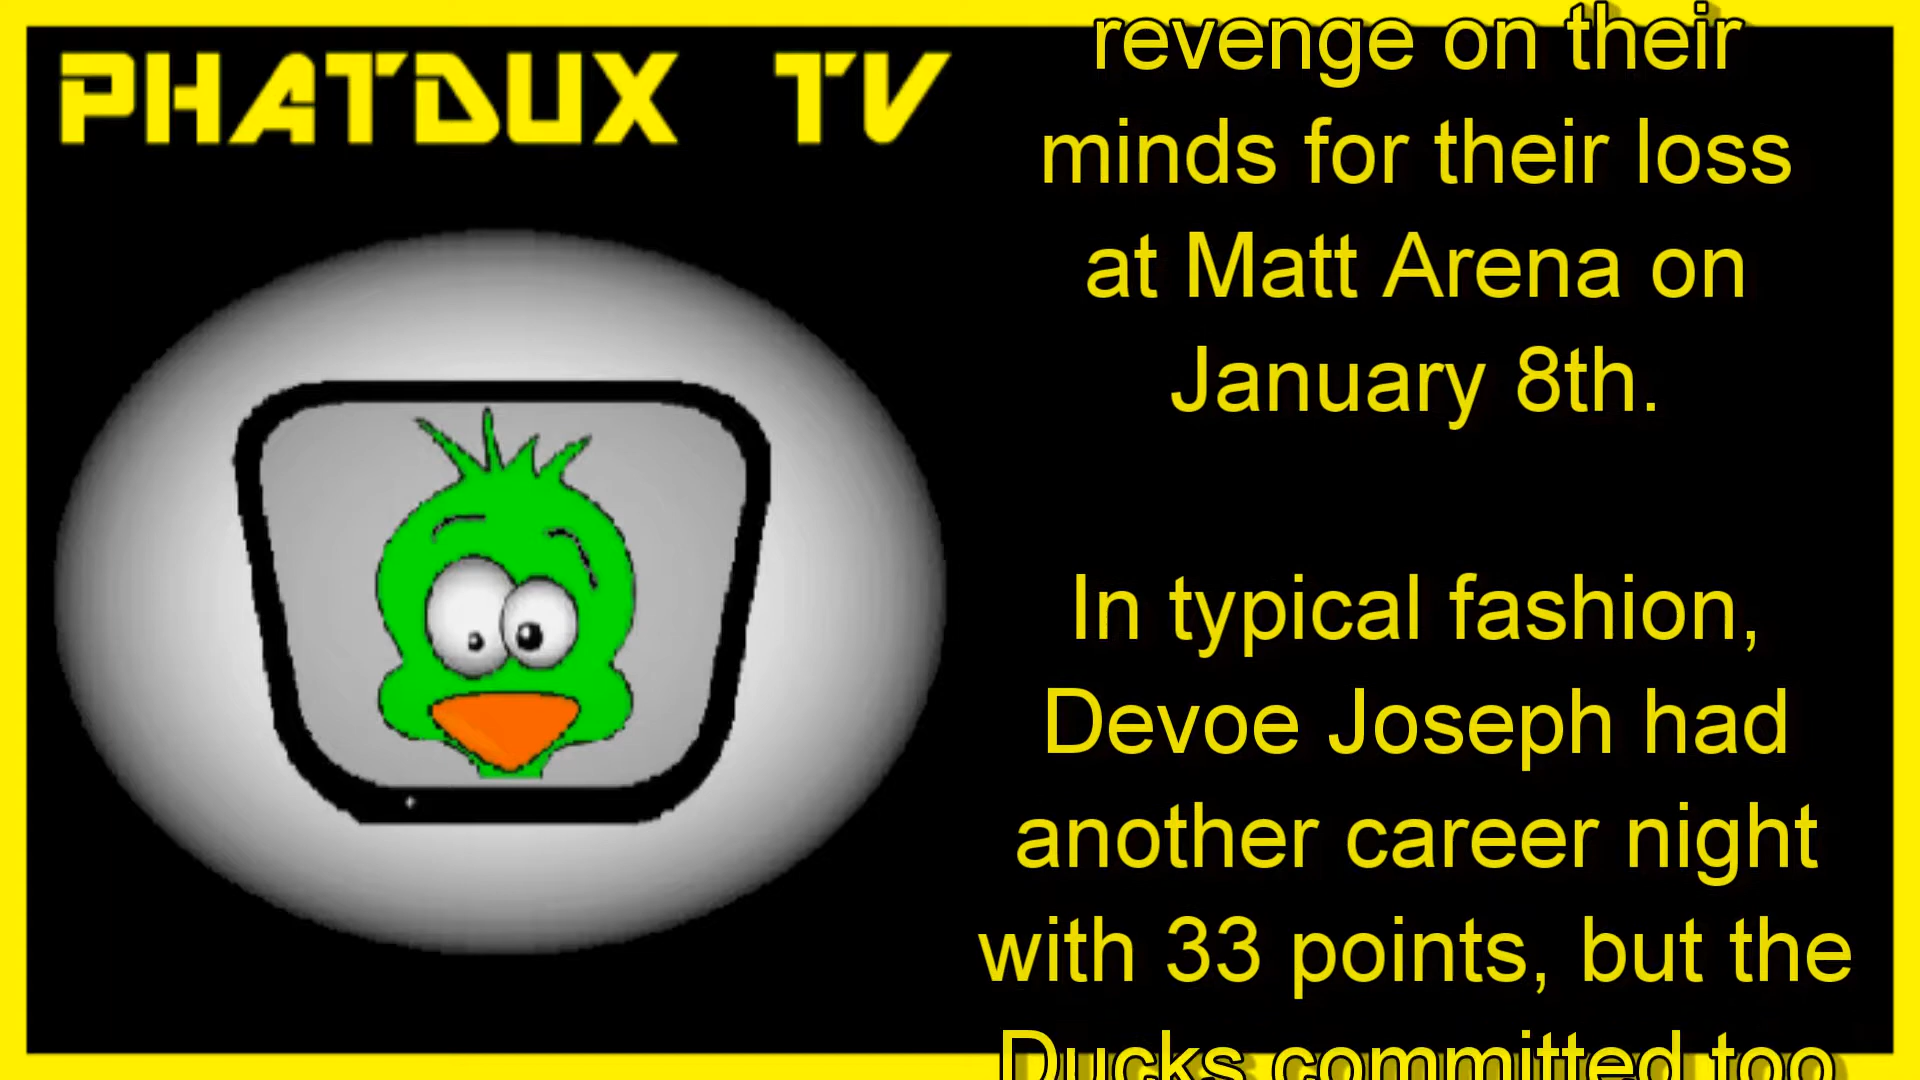 PHATDUX TV
revenge on their
minds for their loss
at Matt Arena on
January 8th.
In typical fashion,
Devoe Joseph had
another career night
with 33 points, but the
Ducks committed too